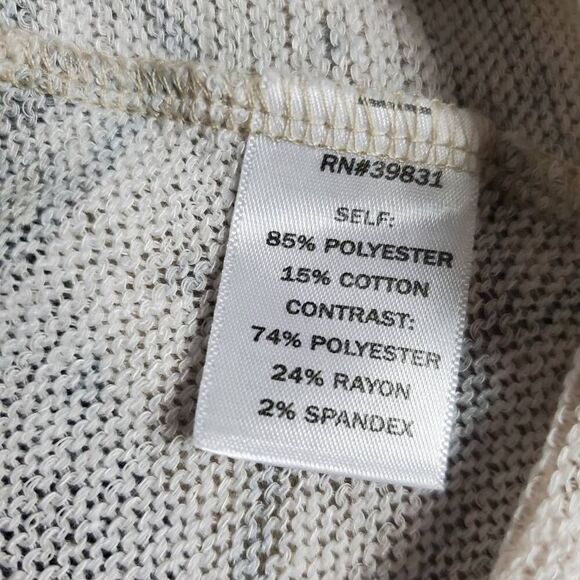 RN#39831
SELF:
85% POLYESTER
15% COTTON
CONTRAST:
74% POLYESTER
24% RAYON
2% SPANDEX